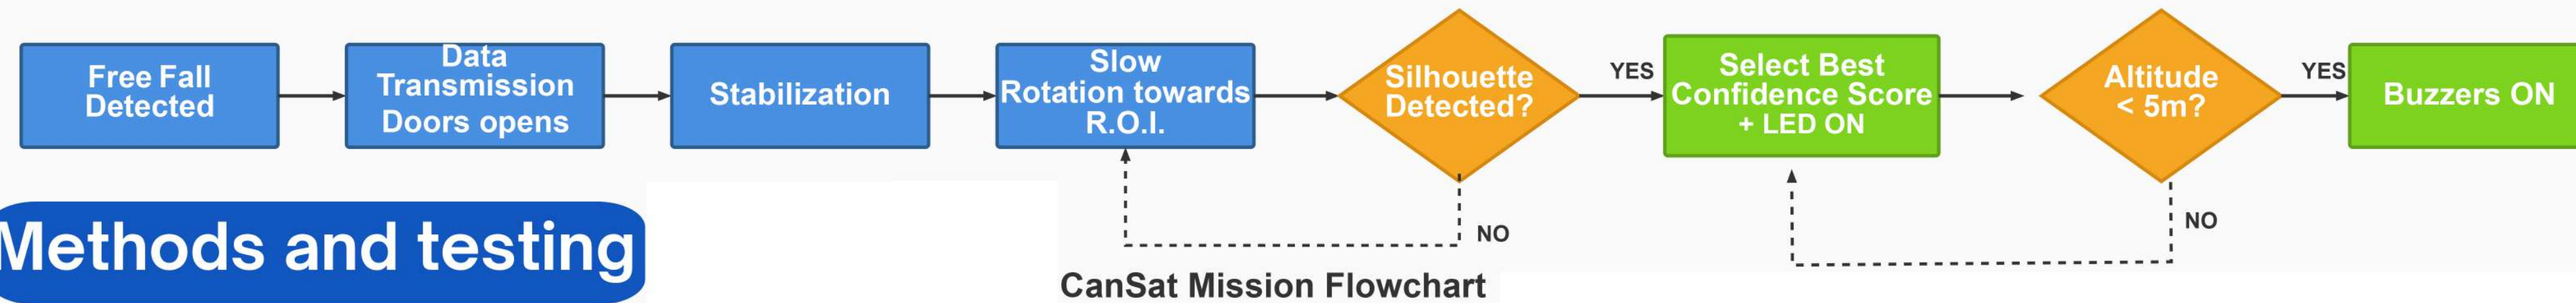 Free Fall
Detected
Data
Transmission
Doors opens
Stabilization
Slow
Rotation towards
R.O.I.
Silhouette
Detected?
YES
NO
Select Best
Confidence Score
+ LED ON
Altitude
< 5m?
YES
NO
Buzzers ON
Methods and testing
CanSat Mission Flowchart